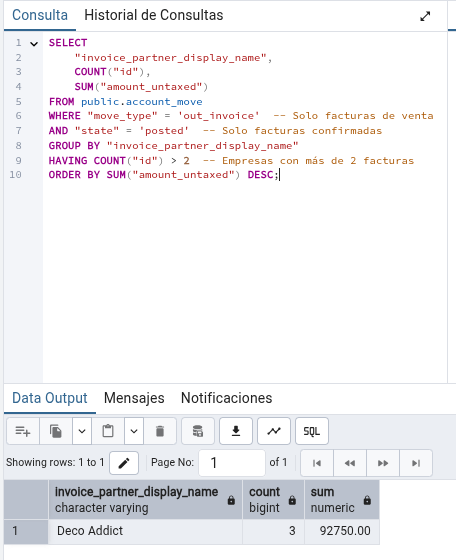 Consulta Historial de Consultas
1 SELECT
2 "invoice_partner_display_name",
3 COUNT("id"),
4 SUM("amount_untaxed")
5 FROM public.account_move
6 WHERE "move_type" = 'out_invoice' -- Solo facturas de venta
7 AND "state" = 'posted' -- Solo facturas confirmadas
8 GROUP BY "invoice_partner_display_name"
9 HAVING COUNT("id") > 2 -- Empresas con más de 2 facturas
10 ORDER BY SUM("amount_untaxed") DESC;
Data Output Mensajes Notificaciones
SQL
Showing rows: 1 to 1 Page No: 1 of 1
invoice_partner_display_name count sum
character varying bigint numeric
1 Deco Addict 3 92750.00